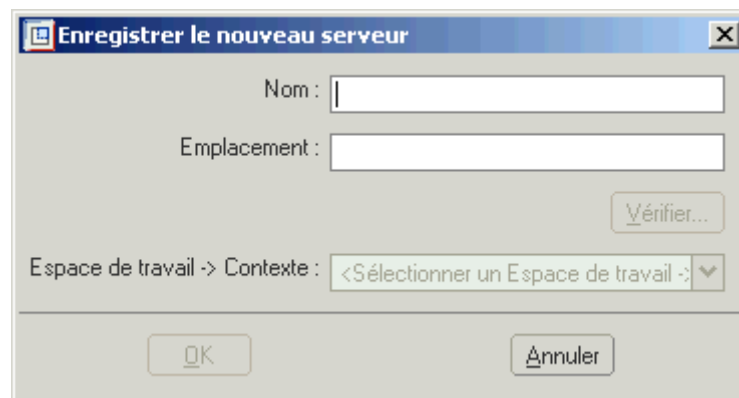 Enregistrer le nouveau serveur
Nom :
Emplacement :
Vérifier...
Espace de travail -> Contexte : <Sélectionner un Espace de travail ->
OK Annuler